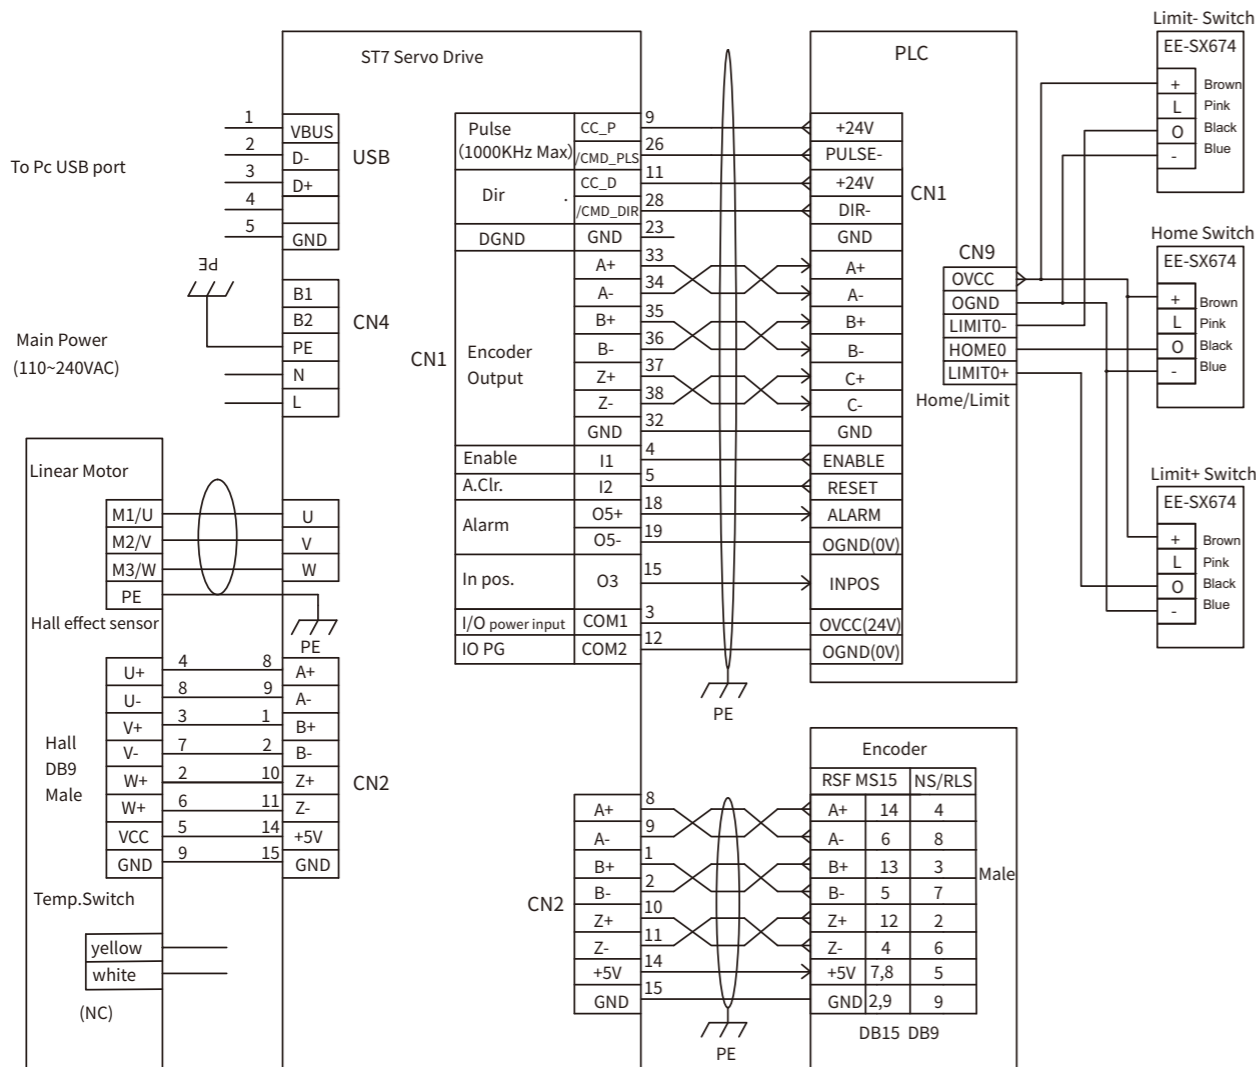 ST7 Servo Drive
To Pc USB port
1 VBUS
2 D-
3 D+
4
5 GND
USB
PE
B1
B2
PE
N
L
CN4
Main Power
(110~240VAC)
CN1
Pulse CC_P 9
(1000KHz Max) /CMD_PLS 26
Dir . CC_D 11
/CMD_DIR 28
DGND GND 23
Encoder
Output
A+ 33
A- 34
B+ 35
B- 36
Z+ 37
Z- 38
GND 32
Enable I1 4
A.Clr. I2 5
Alarm O5+ 18
O5- 19
In pos. O3 15
I/O power input COM1 3
IO PG COM2 12
PE
PLC
+24V
PULSE-
+24V
DIR-
GND
A+
A-
B+
B-
C+
C-
GND
ENABLE
RESET
ALARM
OGND(0V)
INPOS
OVCC(24V)
OGND(0V)
CN1
CN9
OVCC
OGND
LIMIT0-
HOME0
LIMIT0+
Home/Limit
Limit- Switch
EE-SX674
+ Brown
L Pink
O Black
- Blue
Home Switch
EE-SX674
+ Brown
L Pink
O Black
- Blue
Limit+ Switch
EE-SX674
+ Brown
L Pink
O Black
- Blue
Linear Motor
M1/U U
M2/V V
M3/W W
PE
PE
Hall effect sensor
Hall
DB9
Male
U+ 4 8 A+
U- 8 9 A-
V+ 3 1 B+
V- 7 2 B-
W+ 2 10 Z+
W+ 6 11 Z-
VCC 5 14 +5V
GND 9 15 GND
CN2
Temp.Switch
yellow
white
(NC)
CN2
A+ 8
A- 9
B+ 1
B- 2
Z+ 10
Z- 11
+5V 14
GND 15
PE
Encoder
RSF MS15 NS/RLS
A+ 14 4
A- 6 8
B+ 13 3
B- 5 7
Z+ 12 2
Z- 4 6
+5V 7,8 5
GND 2,9 9
Male
DB15 DB9